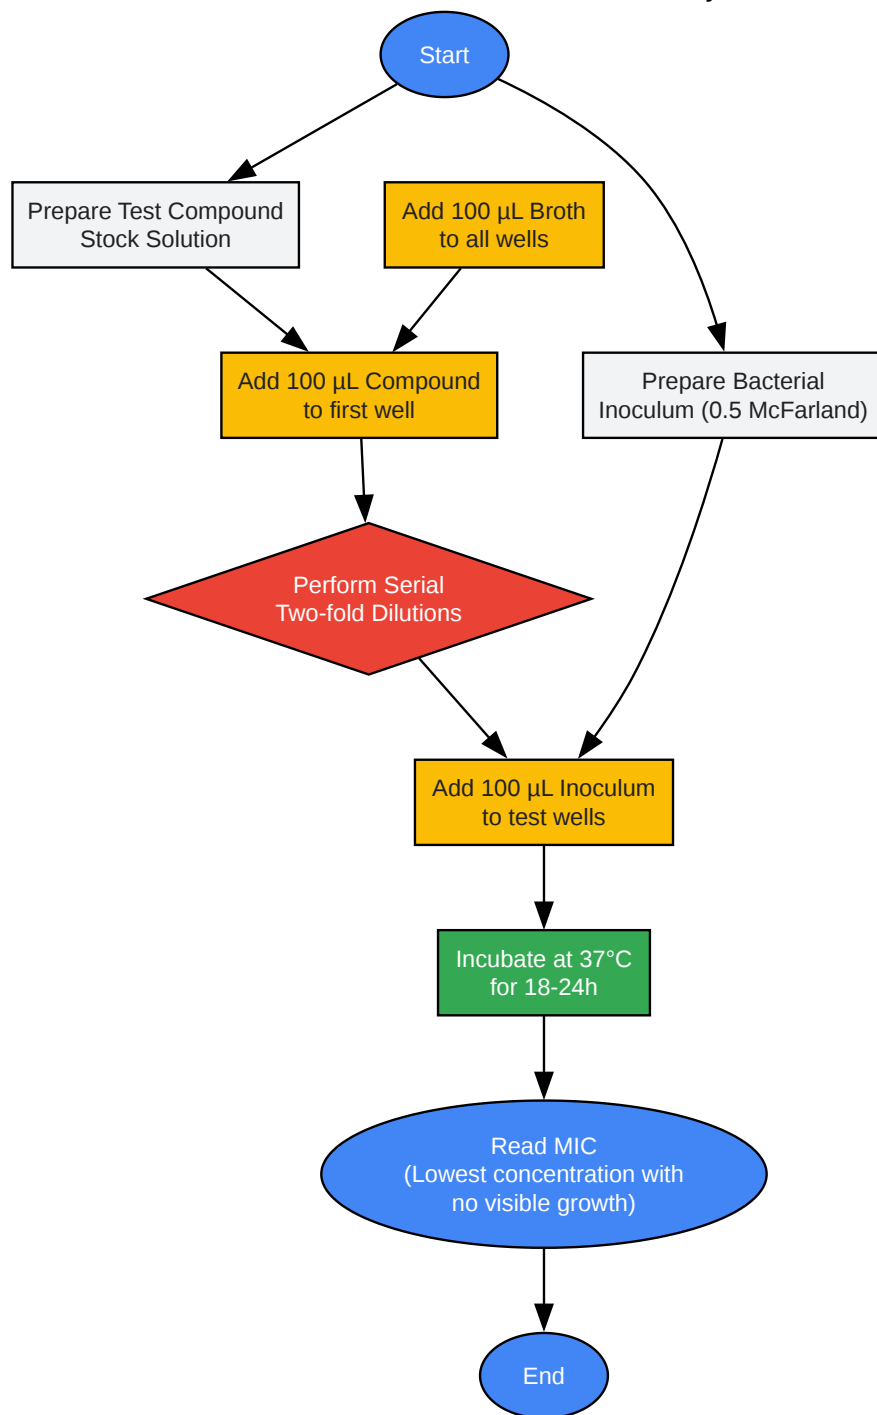 Start
Prepare Test Compound
Stock Solution
Add 100 µL Broth
to all wells
Add 100 µL Compound
to first well
Prepare Bacterial
Inoculum (0.5 McFarland)
Perform Serial
Two-fold Dilutions
Add 100 µL Inoculum
to test wells
Incubate at 37°C
for 18-24h
Read MIC
(Lowest concentration with
no visible growth)
End